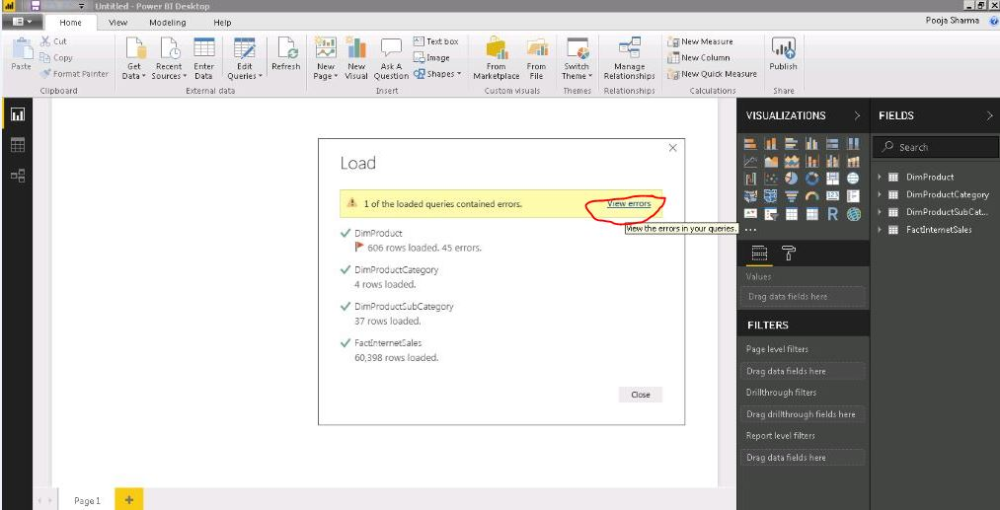 Untitled - Power BI Desktop
Home View Modeling Help
Pooja Sharma
Paste
Cut
Copy
Format Painter
Clipboard
Get Data
Recent Sources
Enter Data
Edit Queries
Refresh
External data
New Page
New Visual
Ask A Question
Text box
Image
Shapes
Insert
From Marketplace
From File
Custom visuals
Switch Theme
Themes
Manage Relationships
Relationships
New Measure
New Column
New Quick Measure
Calculations
Publish
Share
Load
1 of the loaded queries contained errors. View errors
View the errors in your queries.
DimProduct
606 rows loaded. 45 errors.
DimProductCategory
4 rows loaded.
DimProductSubCategory
37 rows loaded.
FactInternetSales
60,398 rows loaded.
Close
VISUALIZATIONS
R
Values
Drag data fields here
FILTERS
Page level filters
Drag data fields here
Drillthrough filters
Drag drillthrough fields here
Report level filters
Drag data fields here
FIELDS
Search
DimProduct
DimProductCategory
DimProductSubCat...
FactInternetSales
Page 1